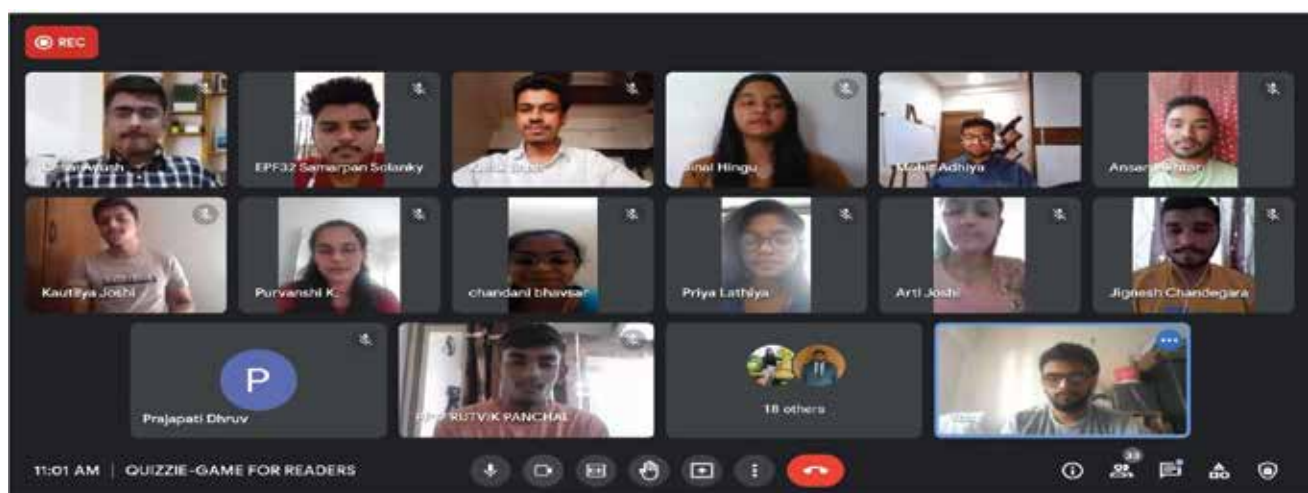 REC
EPF32 Samarpan Solanky
Hingu
Mohit Adhiya
Kautilya Joshi
Purvanshi K.
chandani bhavsar
Priya Lathiya
Arti Joshi
Jignesh Chandegara
P
Prajapati Dhruv
RUTVIK PANCHAL
18 others
11:01 AM | QUIZZIE-GAME FOR READERS
33